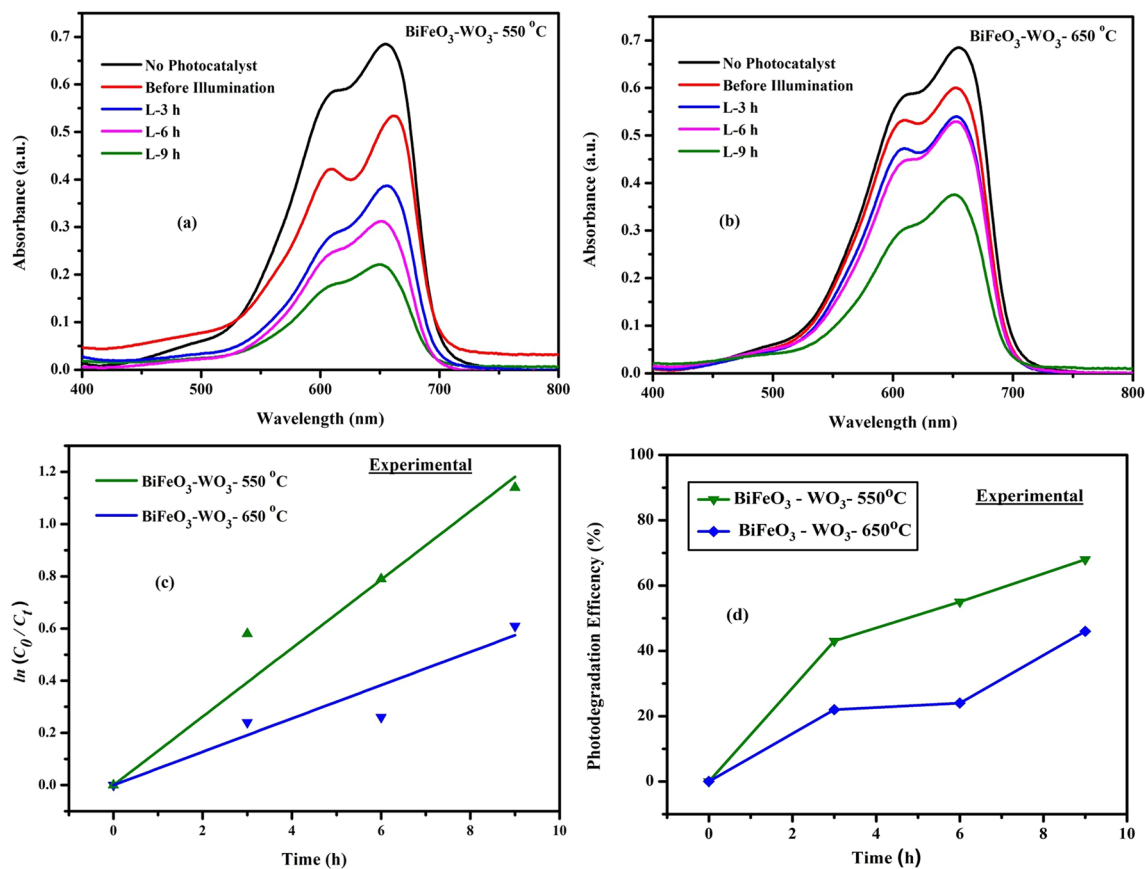 BiFeO₃-WO₃- 550 °C
No Photocatalyst
Before Illumination
L-3 h
L-6 h
L-9 h
(a)
0.7
0.6
0.5
0.4
0.3
0.2
0.1
0.0
400 500 600 700 800
Absorbance (a.u.)
Wavelength (nm)
BiFeO₃-WO₃- 650 °C
No Photocatalyst
Before Illumination
L-3 h
L-6 h
L-9 h
(b)
0.7
0.6
0.5
0.4
0.3
0.2
0.1
0.0
400 500 600 700 800
Absorbance (a.u.)
Wavelength (nm)
Experimental
BiFeO₃-WO₃- 550 °C
BiFeO₃-WO₃- 650 °C
(c)
1.2
1.0
0.8
0.6
0.4
0.2
0.0
0 2 4 6 8 10
ln (C₀ / Cₜ)
Time (h)
BiFeO₃ - WO₃- 550°C
BiFeO₃ - WO₃- 650°C
Experimental
(d)
100
80
60
40
20
0
0 2 4 6 8 10
Photodegradation Efficency (%)
Time (h)